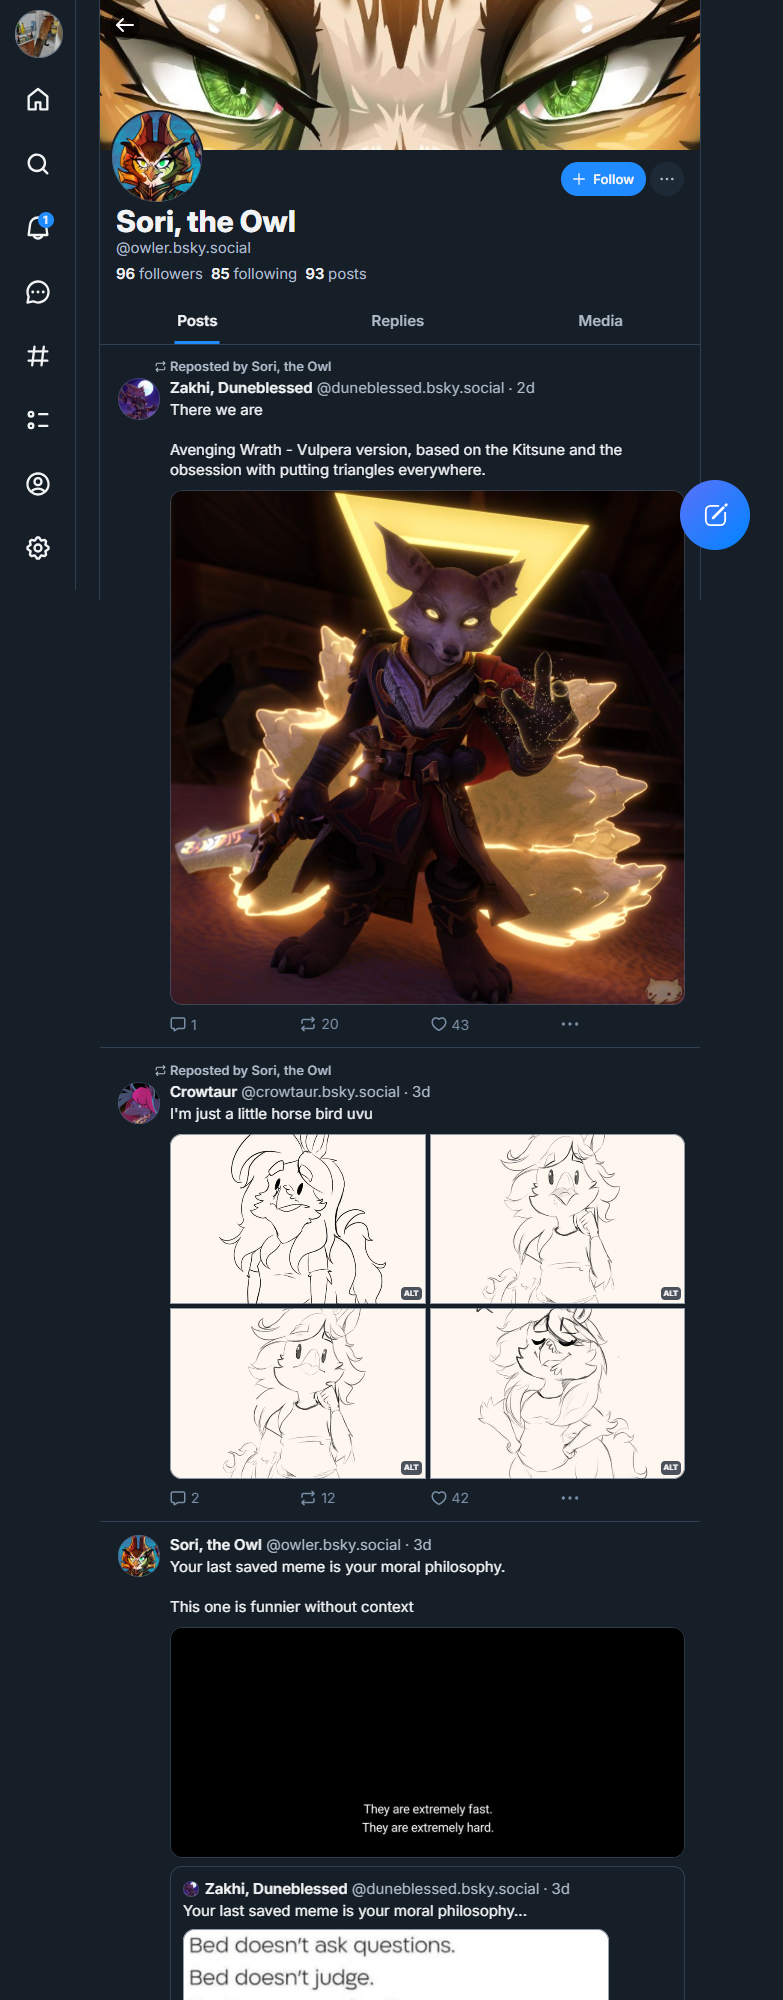 1
Follow
Sori, the Owl
@owler.bsky.social
96 followers 85 following 93 posts
Posts Replies Media
Reposted by Sori, the Owl
Zakhi, Duneblessed @duneblessed.bsky.social · 2d
There we are
Avenging Wrath - Vulpera version, based on the Kitsune and the
obsession with putting triangles everywhere.
1 20 43
Reposted by Sori, the Owl
Crowtaur @crowtaur.bsky.social · 3d
I'm just a little horse bird uvu
ALT ALT
ALT ALT
2 12 42
Sori, the Owl @owler.bsky.social · 3d
Your last saved meme is your moral philosophy.
This one is funnier without context
They are extremely fast.
They are extremely hard.
Zakhi, Duneblessed @duneblessed.bsky.social · 3d
Your last saved meme is your moral philosophy...
Bed doesn't ask questions.
Bed doesn't judge.